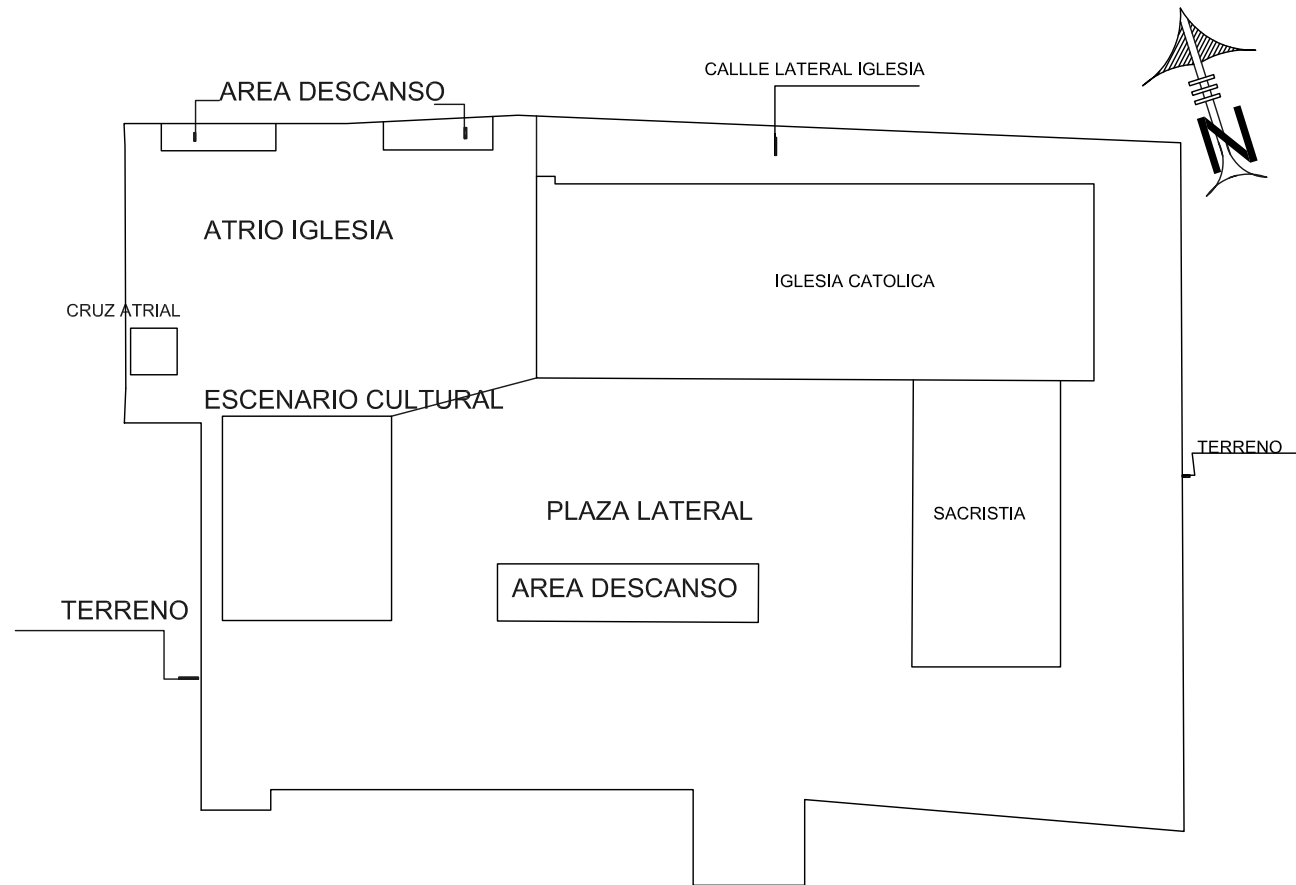 CALLLE LATERAL IGLESIA
AREA DESCANSO
N
ATRIO IGLESIA
IGLESIA CATOLICA
CRUZ ATRIAL
ESCENARIO CULTURAL
TERRENO
PLAZA LATERAL
SACRISTIA
AREA DESCANSO
TERRENO